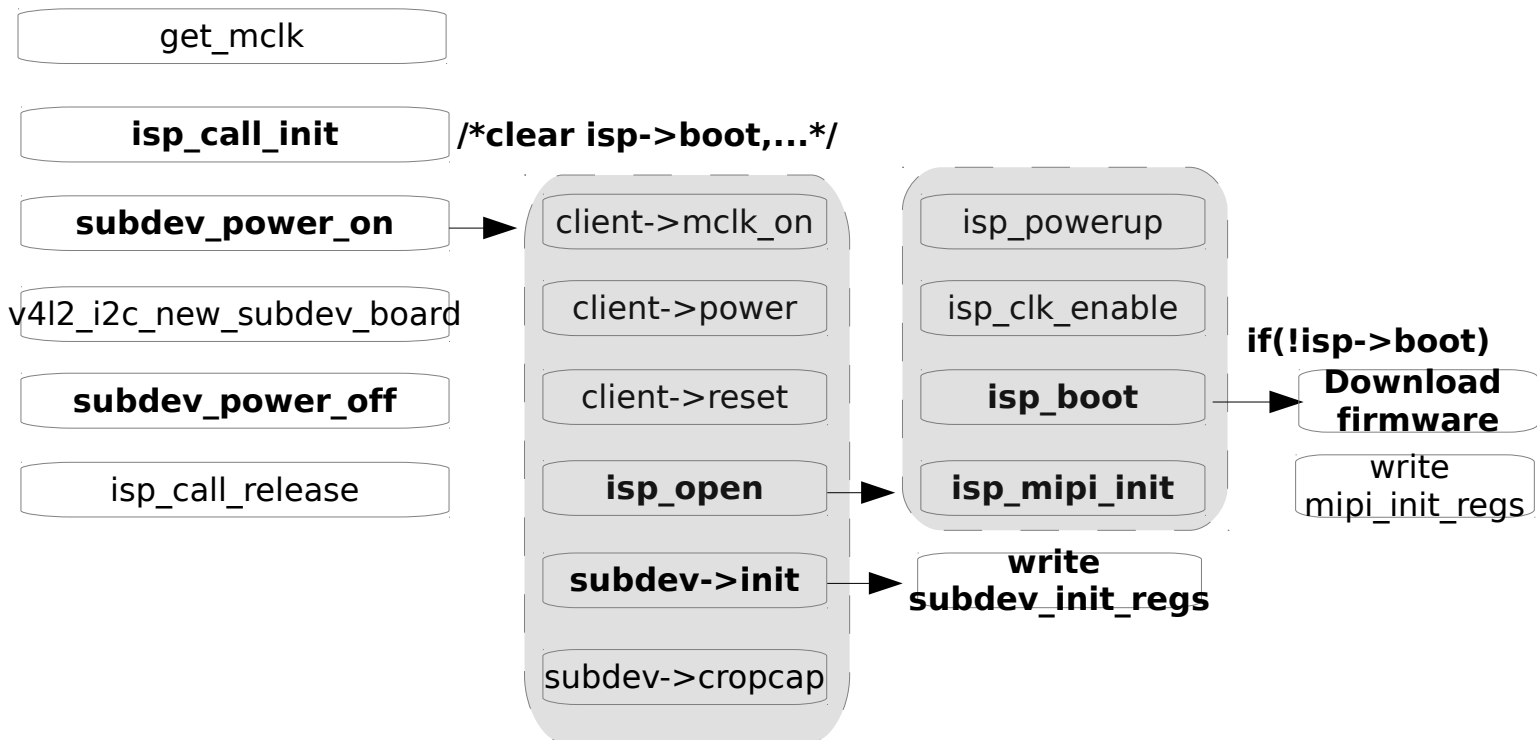 get_mclk
isp_call_init
/*clear isp->boot,...*/
subdev_power_on
v4l2_i2c_new_subdev_board
subdev_power_off
isp_call_release
client->mclk_on
client->power
client->reset
isp_open
subdev->init
subdev->cropcap
isp_powerup
isp_clk_enable
isp_boot
isp_mipi_init
write
subdev_init_regs
if(!isp->boot)
Download
firmware
write
mipi_init_regs